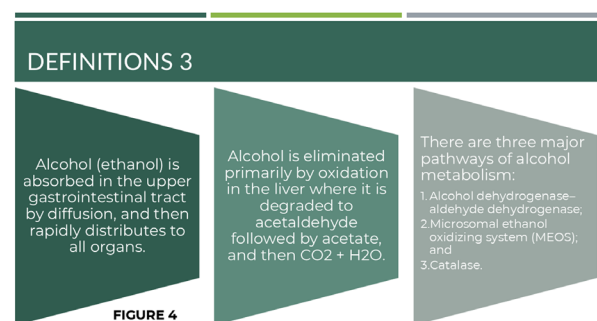 DEFINITIONS 3
Alcohol (ethanol) is
absorbed in the upper
gastrointestinal tract
by diffusion, and then
rapidly distributes to
all organs.
Alcohol is eliminated
primarily by oxidation
in the liver where it is
degraded to
acetaldehyde
followed by acetate,
and then CO2 + H2O.
There are three major
pathways of alcohol
metabolism:
1. Alcohol dehydrogenase–
aldehyde dehydrogenase;
2. Microsomal ethanol
oxidizing system (MEOS);
and
3. Catalase.
FIGURE 4